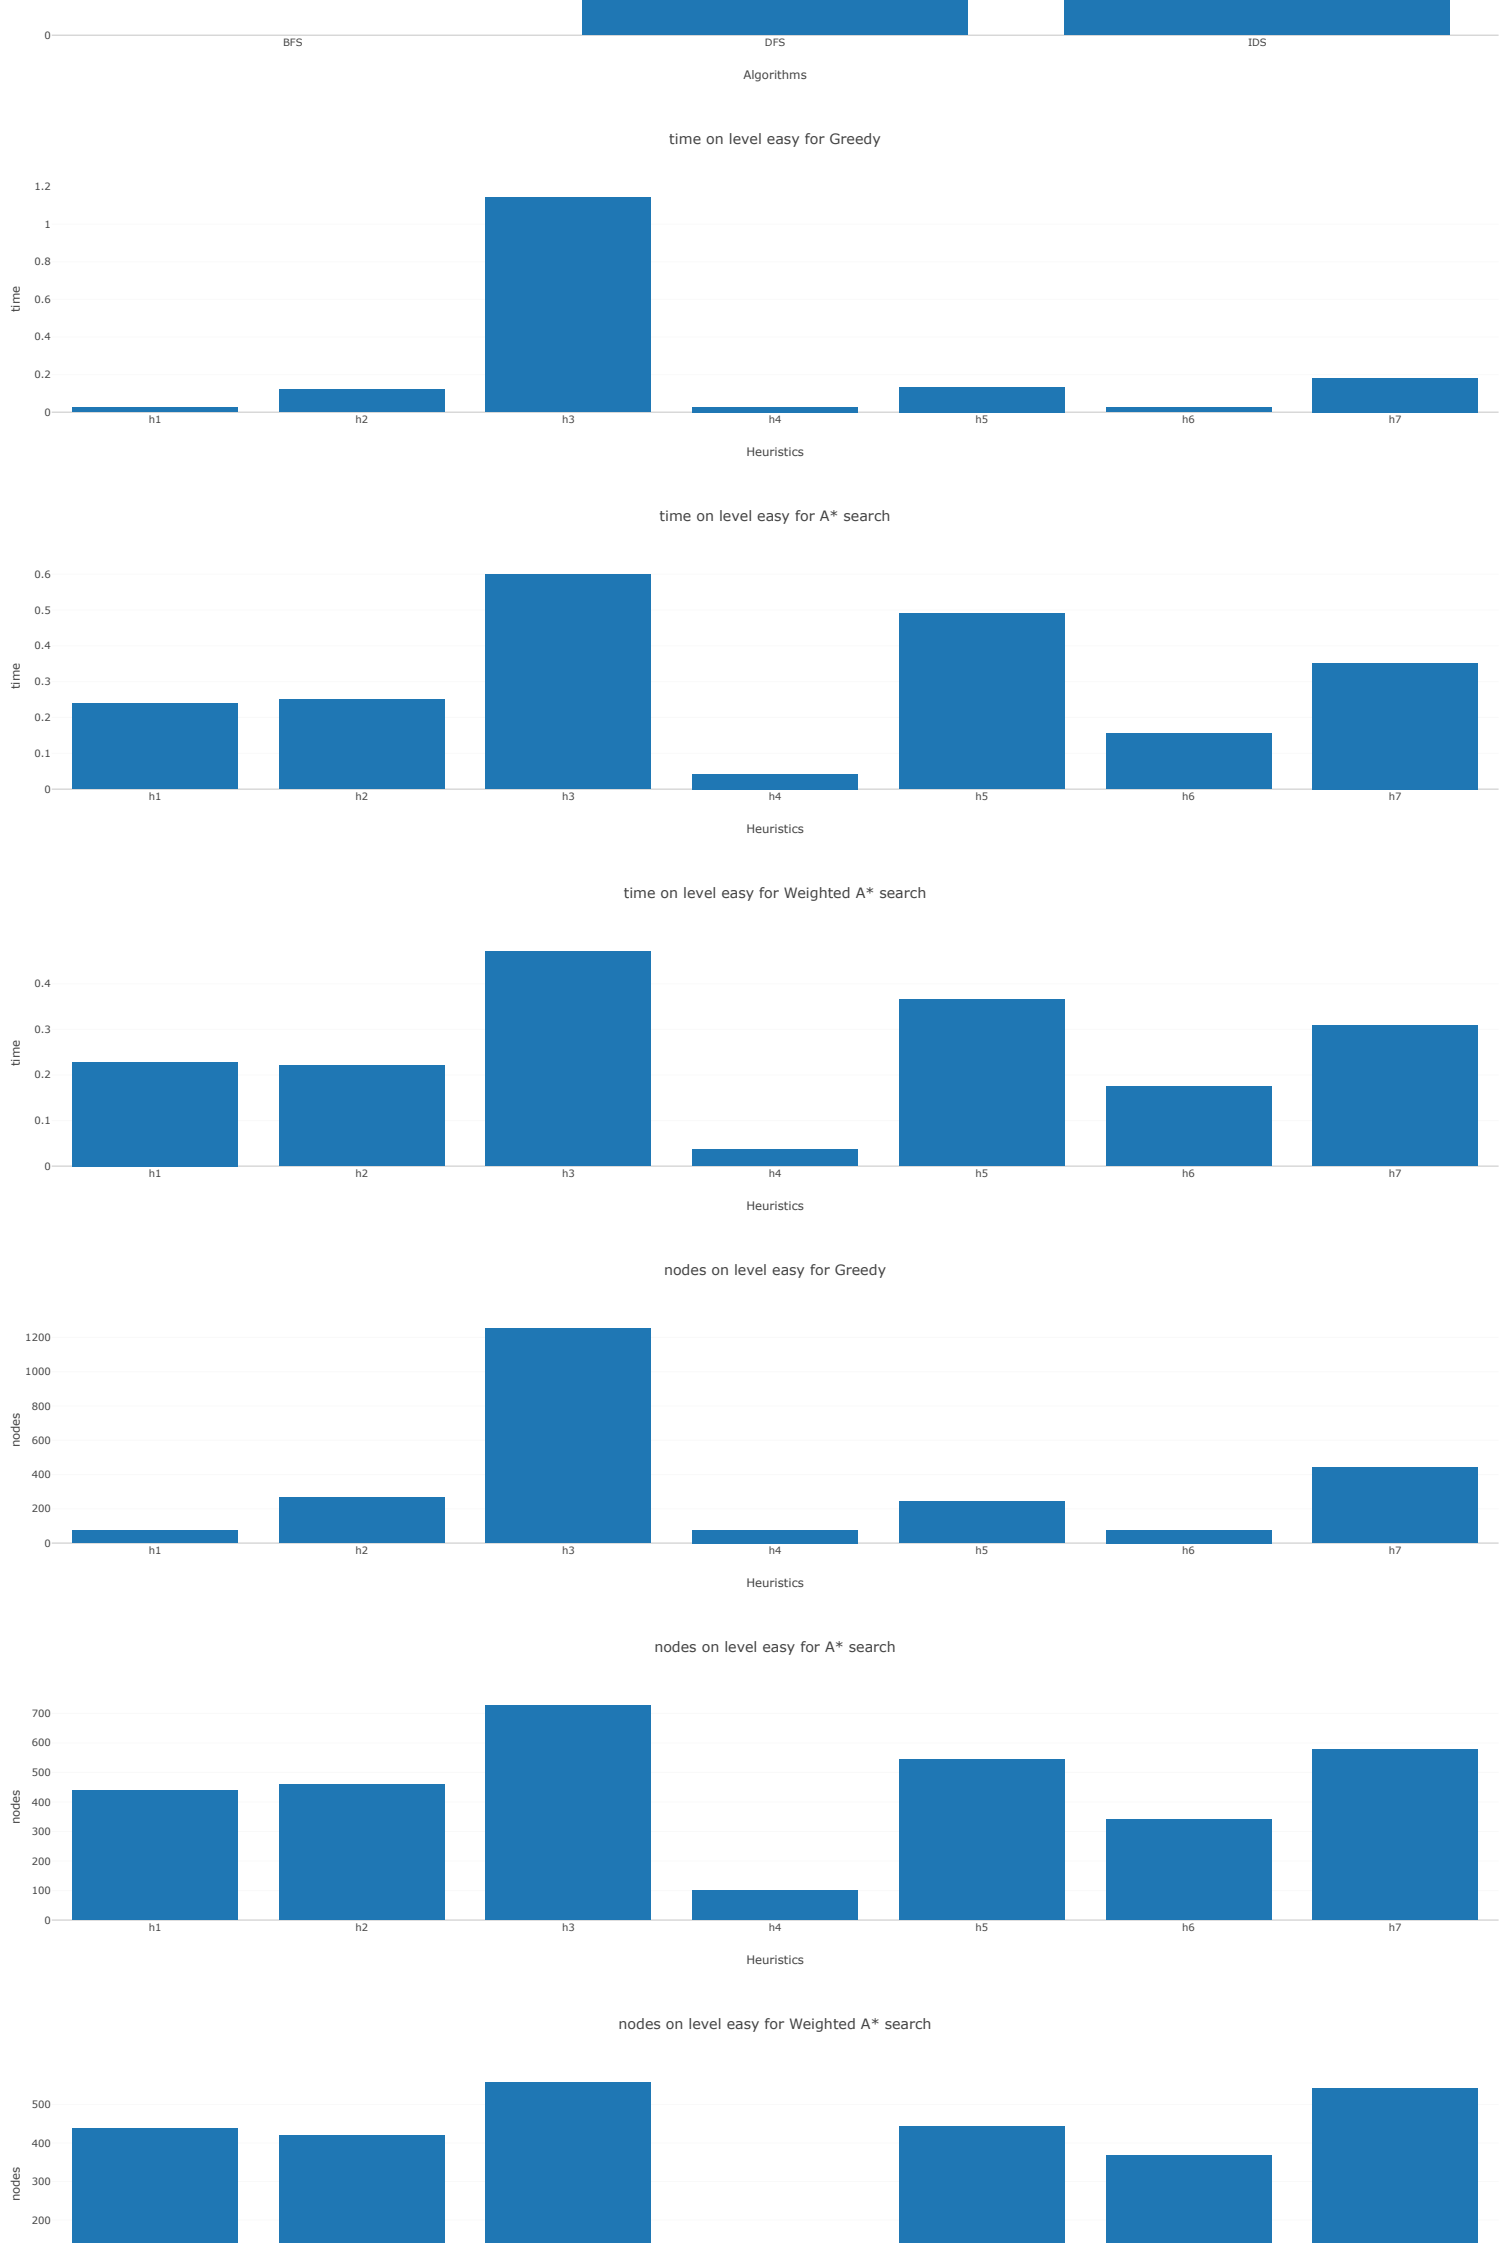 0
BFS DFS IDS
Algorithms
time on level easy for Greedy
1.2
1
0.8
0.6
0.4
0.2
0
time
h1 h2 h3 h4 h5 h6 h7
Heuristics
time on level easy for A* search
0.6
0.5
0.4
0.3
0.2
0.1
0
time
h1 h2 h3 h4 h5 h6 h7
Heuristics
time on level easy for Weighted A* search
0.4
0.3
0.2
0.1
0
time
h1 h2 h3 h4 h5 h6 h7
Heuristics
nodes on level easy for Greedy
1200
1000
800
600
400
200
0
nodes
h1 h2 h3 h4 h5 h6 h7
Heuristics
nodes on level easy for A* search
700
600
500
400
300
200
100
0
nodes
h1 h2 h3 h4 h5 h6 h7
Heuristics
nodes on level easy for Weighted A* search
500
400
300
200
nodes